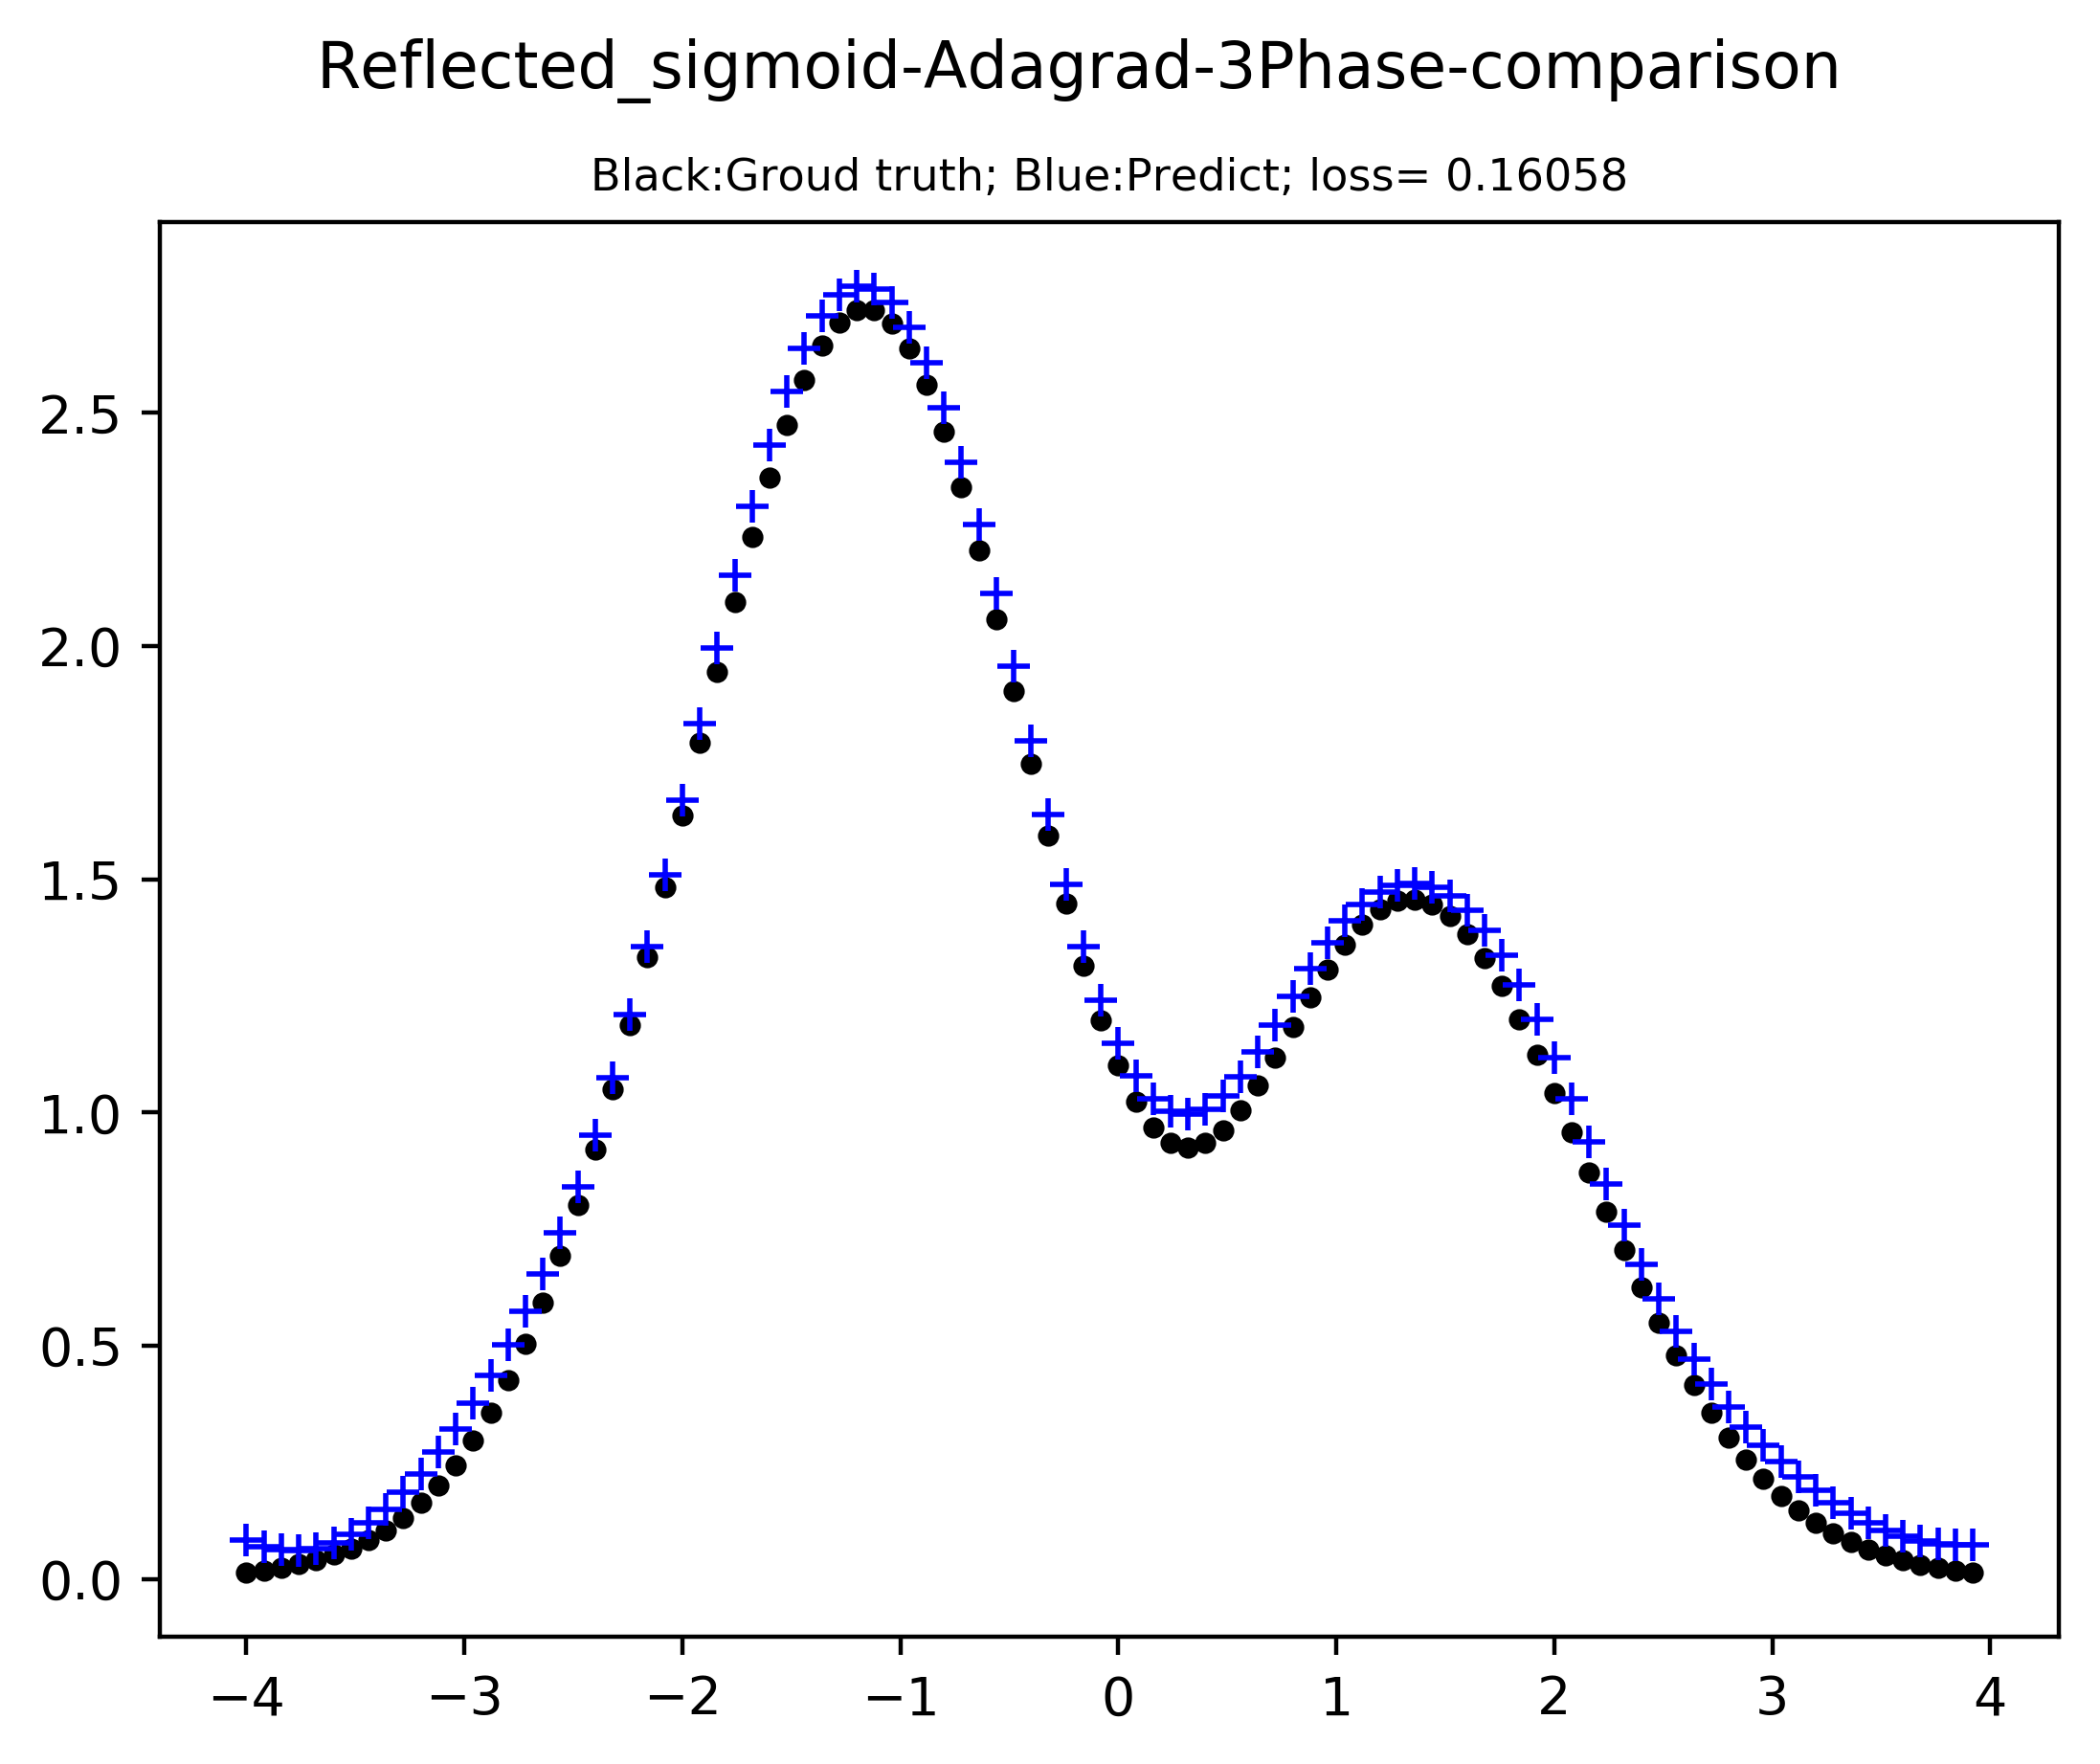 Reflected_sigmoid-Adagrad-3Phase-comparison
Black:Groud truth; Blue:Predict; loss= 0.16058
2.5
2.0
1.5
1.0
0.5
0.0
−4 −3 −2 −1 0 1 2 3 4